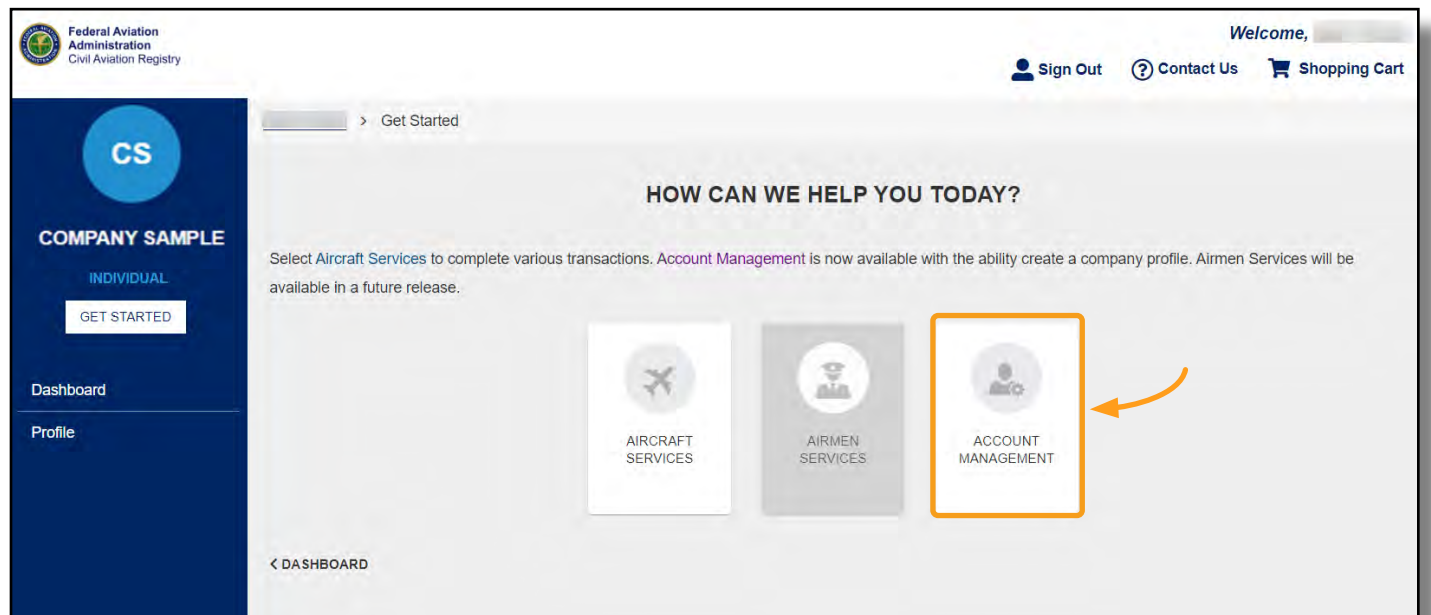 Federal Aviation
Administration
Civil Aviation Registry
Welcome,
Sign Out
Contact Us
Shopping Cart
CS
COMPANY SAMPLE
INDIVIDUAL
GET STARTED
Dashboard
Profile
> Get Started
HOW CAN WE HELP YOU TODAY?
Select Aircraft Services to complete various transactions. Account Management is now available with the ability create a company profile. Airmen Services will be
available in a future release.
AIRCRAFT
SERVICES
AIRMEN
SERVICES
ACCOUNT
MANAGEMENT
< DASHBOARD